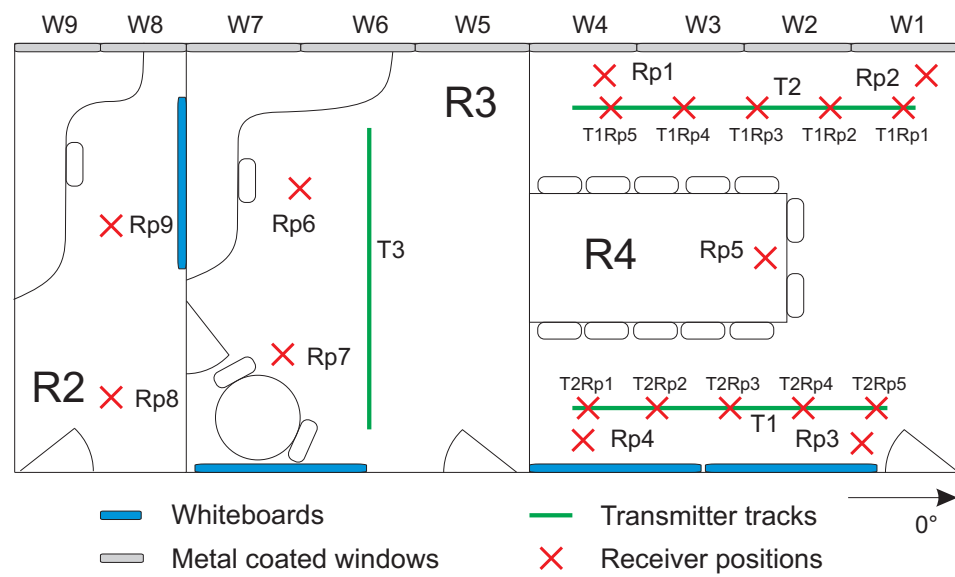 W9 W8 W7 W6 W5 W4 W3 W2 W1
Rp1 Rp2
R3 T2
T1Rp5 T1Rp4 T1Rp3 T1Rp2 T1Rp1
Rp9 Rp6
T3 R4 Rp5
Rp7
R2 Rp8
T2Rp1 T2Rp2 T2Rp3 T2Rp4 T2Rp5
Rp4 T1 Rp3
Whiteboards Transmitter tracks 0°
Metal coated windows Receiver positions